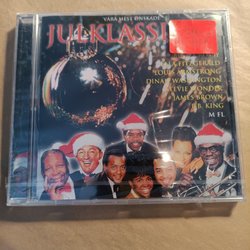 VÅRA MEST ÖNSKADE
JULKLASSI
ELLA FITZGERALD
LOUIS ARMSTRONG
DINAH WASHINGTON
STEVIE WONDER
JAMES BROWN
B.B. KING
M FL